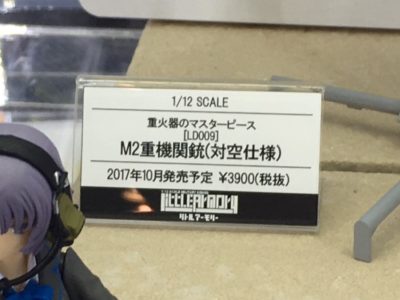 1/12 SCALE
重火器のマスターピース
[LD009]
M2重機関銃(対空仕様)
2017年10月発売予定 ¥3900(税抜)
LITTLEARMORY
リトルアーモリー